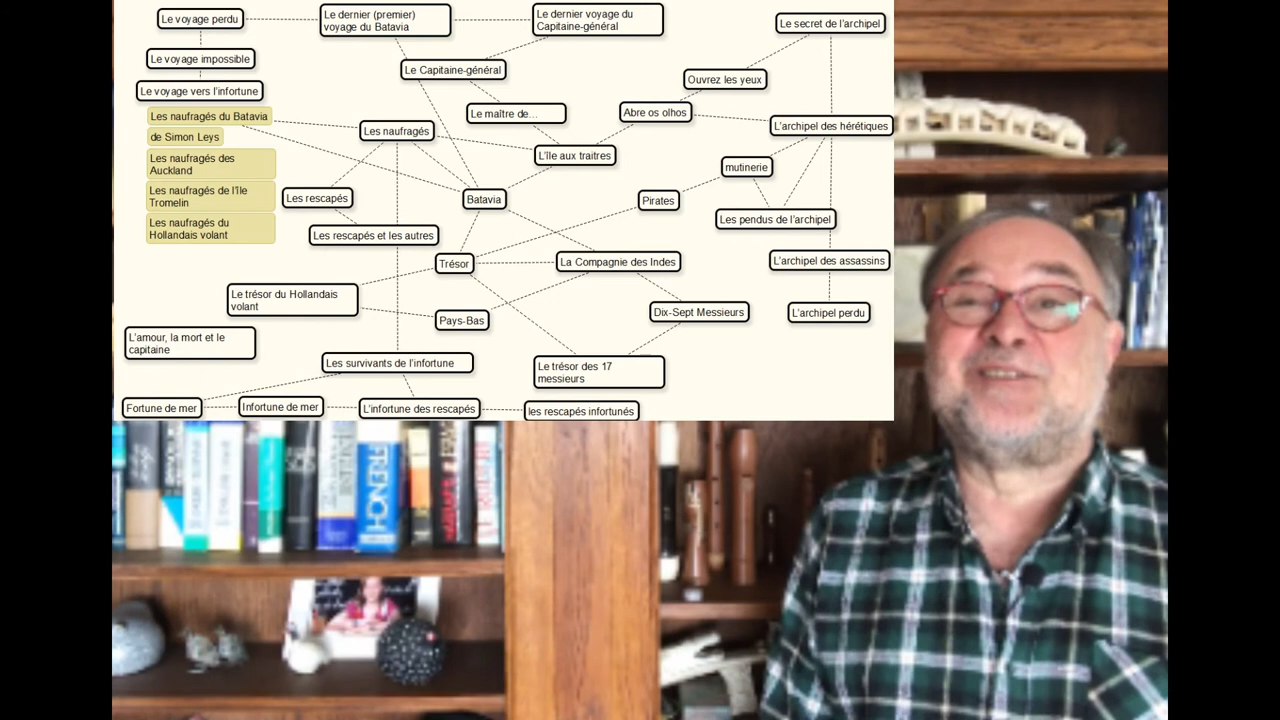 Le voyage perdu
Le dernier (premier)
voyage du Batavia
Le dernier voyage du
Capitaine-général
Le secret de l'archipel
Le voyage impossible
Le Capitaine-général
Ouvrez les yeux
Le voyage vers l'infortune
Les naufragés du Batavia
Le maître de...
Abre os olhos
L'archipel des hérétiques
de Simon Leys
Les naufragés
Les naufragés des
Auckland
L'île aux traitres
mutinerie
Les naufragés de l'île
Tromelin
Les rescapés
Batavia
Pirates
Les naufragés du
Hollandais volant
Les pendus de l'archipel
Les rescapés et les autres
Trésor
La Compagnie des Indes
L'archipel des assassins
Le trésor du Hollandais
volant
Pays-Bas
Dix-Sept Messieurs
L'archipel perdu
L'amour, la mort et le
capitaine
Les survivants de l'infortune
Le trésor des 17
messieurs
Fortune de mer
Infortune de mer
L'infortune des rescapés
les rescapés infortunés
FRENCH